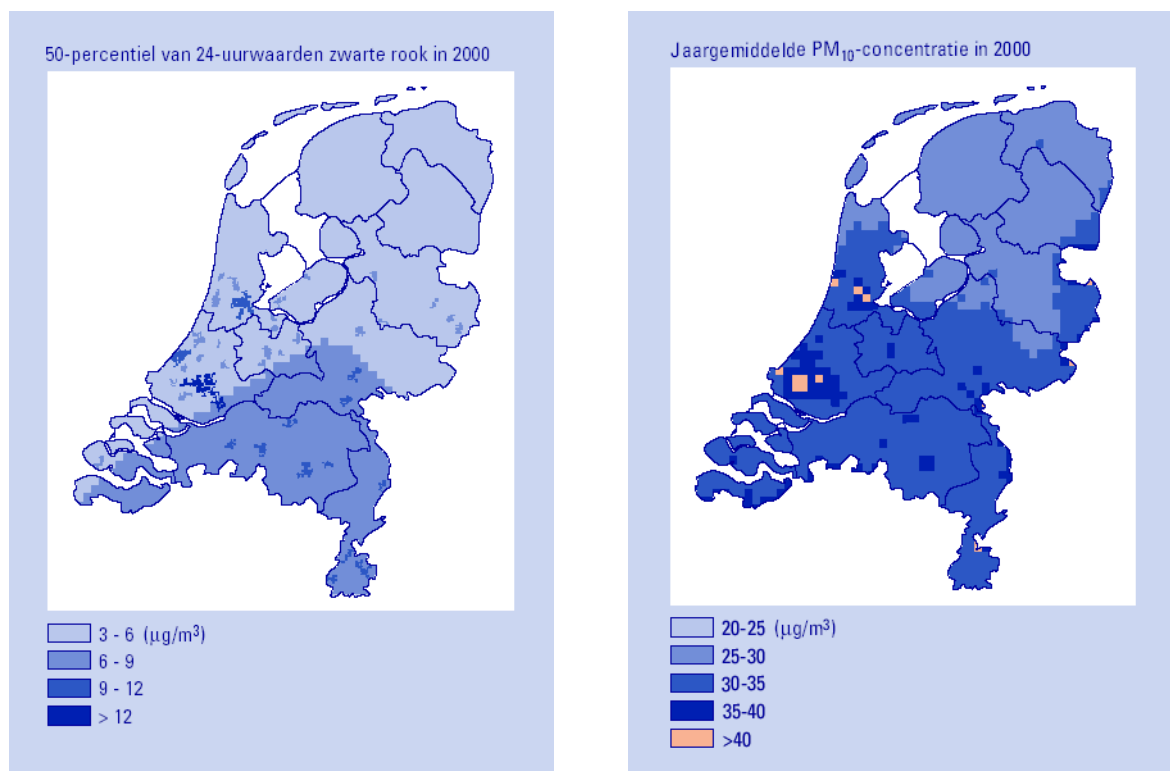 50-percentiel van 24-uurwaarden zwarte rook in 2000
3 - 6 (µg/m³)
6 - 9
9 - 12
> 12
Jaargemiddelde PM₁₀-concentratie in 2000
20-25 (µg/m³)
25-30
30-35
35-40
>40